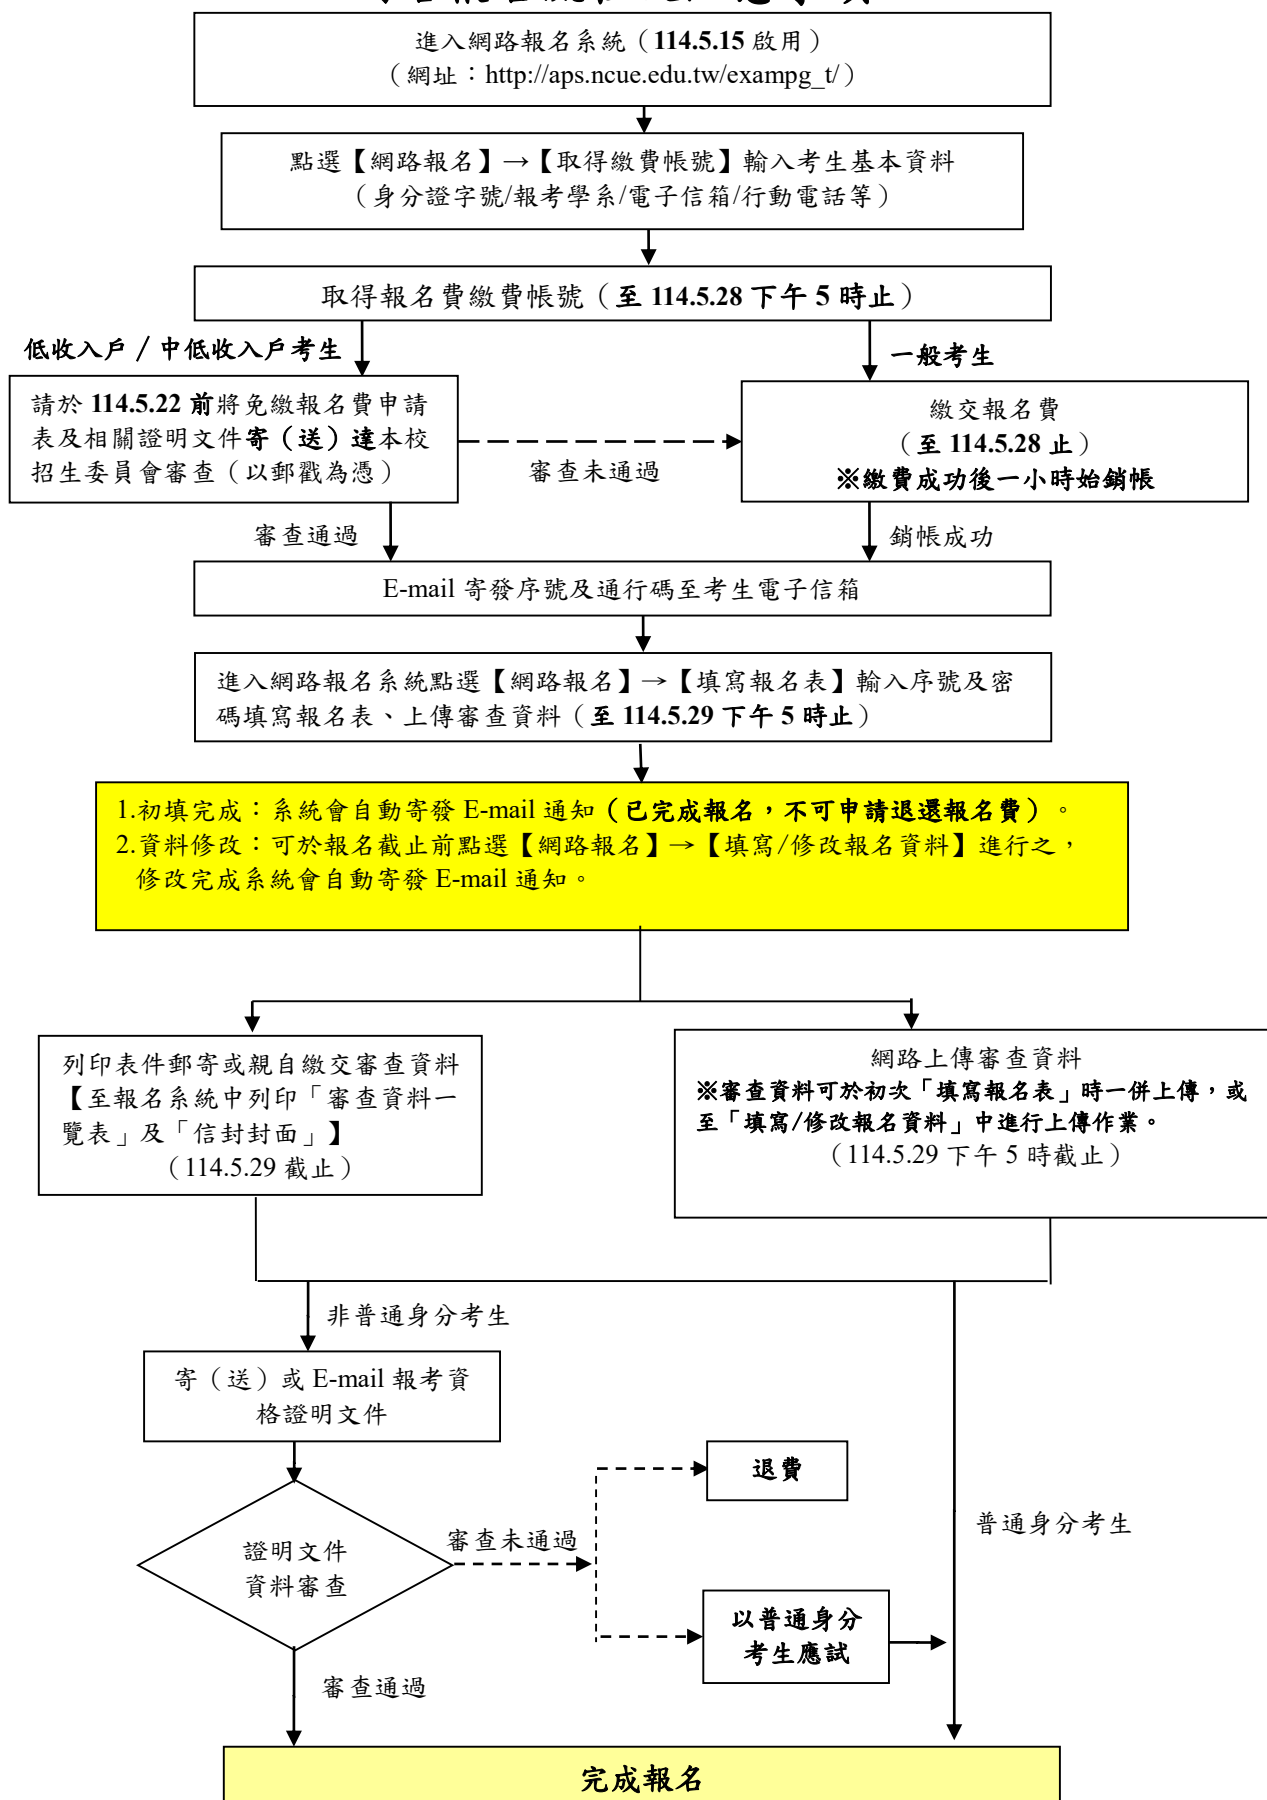 進入網路報名系統（114.5.15 啟用）
（網址：http://aps.ncue.edu.tw/exampg_t/）
點選【網路報名】→【取得繳費帳號】輸入考生基本資料
（身分證字號/報考學系/電子信箱/行動電話等）
取得報名費繳費帳號（至 114.5.28 下午 5 時止）
低收入戶／中低收入戶考生
一般考生
請於 114.5.22 前將免繳報名費申請
表及相關證明文件寄（送）達本校
招生委員會審查（以郵戳為憑）
審查未通過
繳交報名費
（至 114.5.28 止）
※繳費成功後一小時始銷帳
審查通過
銷帳成功
E-mail 寄發序號及通行碼至考生電子信箱
進入網路報名系統點選【網路報名】→【填寫報名表】輸入序號及密
碼填寫報名表、上傳審查資料（至 114.5.29 下午 5 時止）
1.初填完成：系統會自動寄發 E-mail 通知（已完成報名，不可申請退還報名費）。
2.資料修改：可於報名截止前點選【網路報名】→【填寫/修改報名資料】進行之，
修改完成系統會自動寄發 E-mail 通知。
列印表件郵寄或親自繳交審查資料
【至報名系統中列印「審查資料一
覽表」及「信封封面」】
（114.5.29 截止）
網路上傳審查資料
※審查資料可於初次「填寫報名表」時一併上傳，或
至「填寫/修改報名資料」中進行上傳作業。
（114.5.29 下午 5 時截止）
非普通身分考生
寄（送）或 E-mail 報考資
格證明文件
退費
普通身分考生
審查未通過
證明文件
資料審查
以普通身分
考生應試
審查通過
完成報名